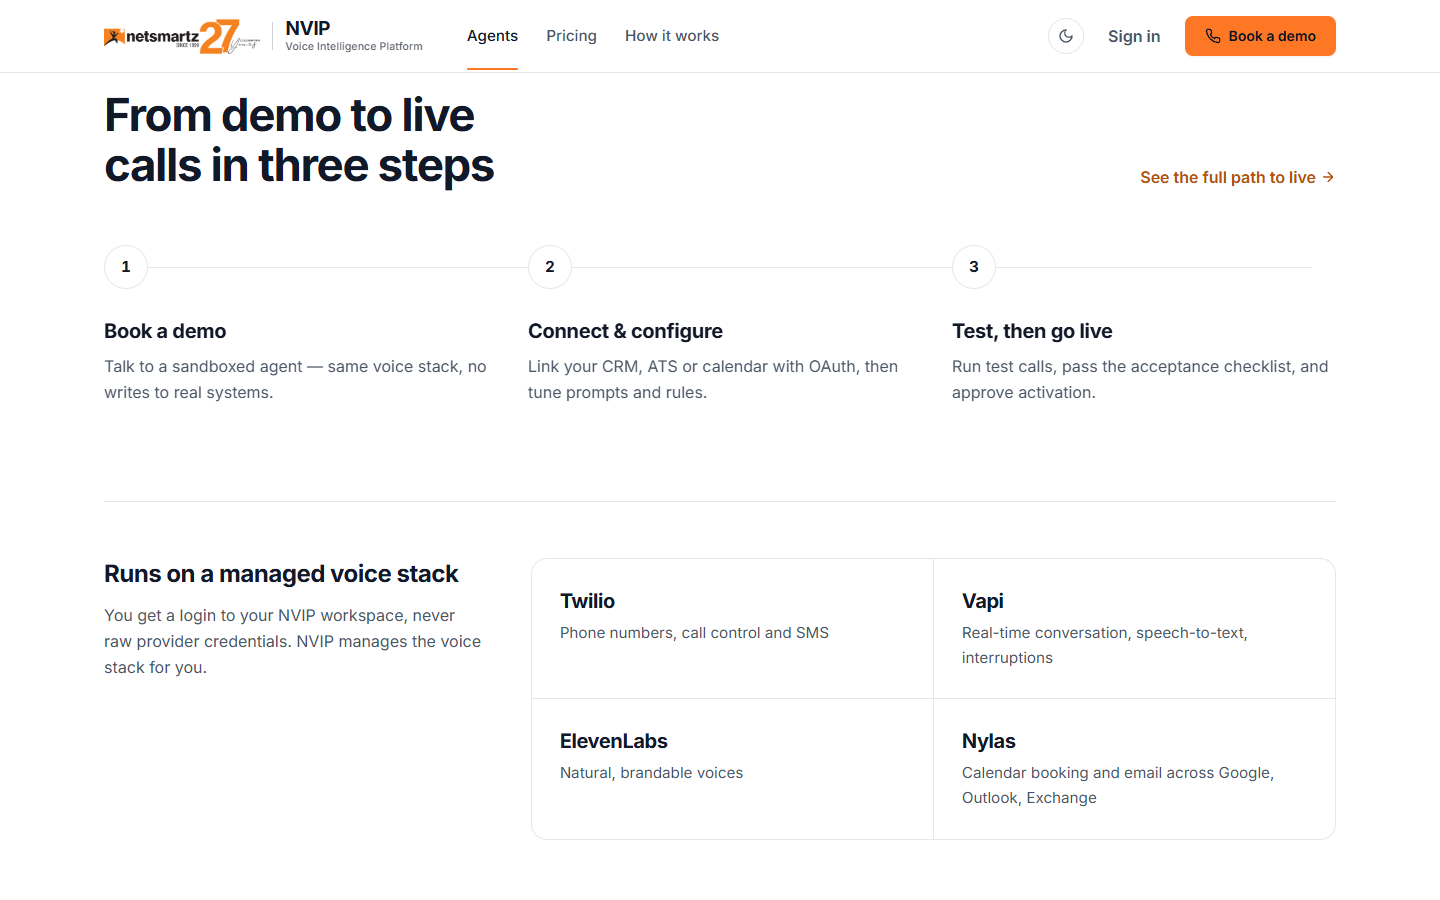 netsmartz
SINCE 1999
27
NVIP
Voice Intelligence Platform
Agents
Pricing
How it works
Sign in
Book a demo
From demo to live
calls in three steps
See the full path to live →
1
2
3
Book a demo
Talk to a sandboxed agent — same voice stack, no
writes to real systems.
Connect & configure
Link your CRM, ATS or calendar with OAuth, then
tune prompts and rules.
Test, then go live
Run test calls, pass the acceptance checklist, and
approve activation.
Runs on a managed voice stack
You get a login to your NVIP workspace, never
raw provider credentials. NVIP manages the voice
stack for you.
Twilio
Phone numbers, call control and SMS
Vapi
Real-time conversation, speech-to-text,
interruptions
ElevenLabs
Natural, brandable voices
Nylas
Calendar booking and email across Google,
Outlook, Exchange